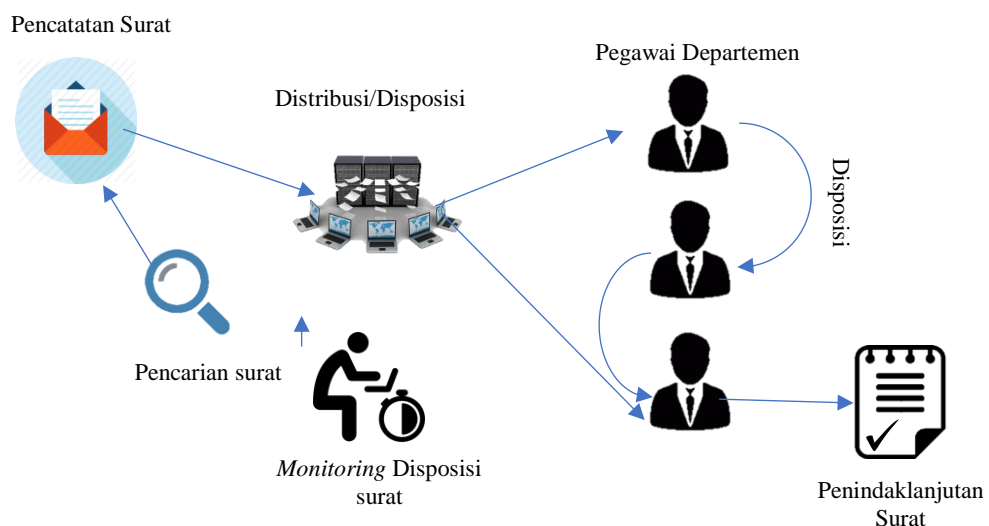 Pencatatan Surat
Distribusi/Disposisi
Pegawai Departemen
Disposisi
Pencarian surat
Monitoring Disposisi
surat
Penindaklanjutan
Surat